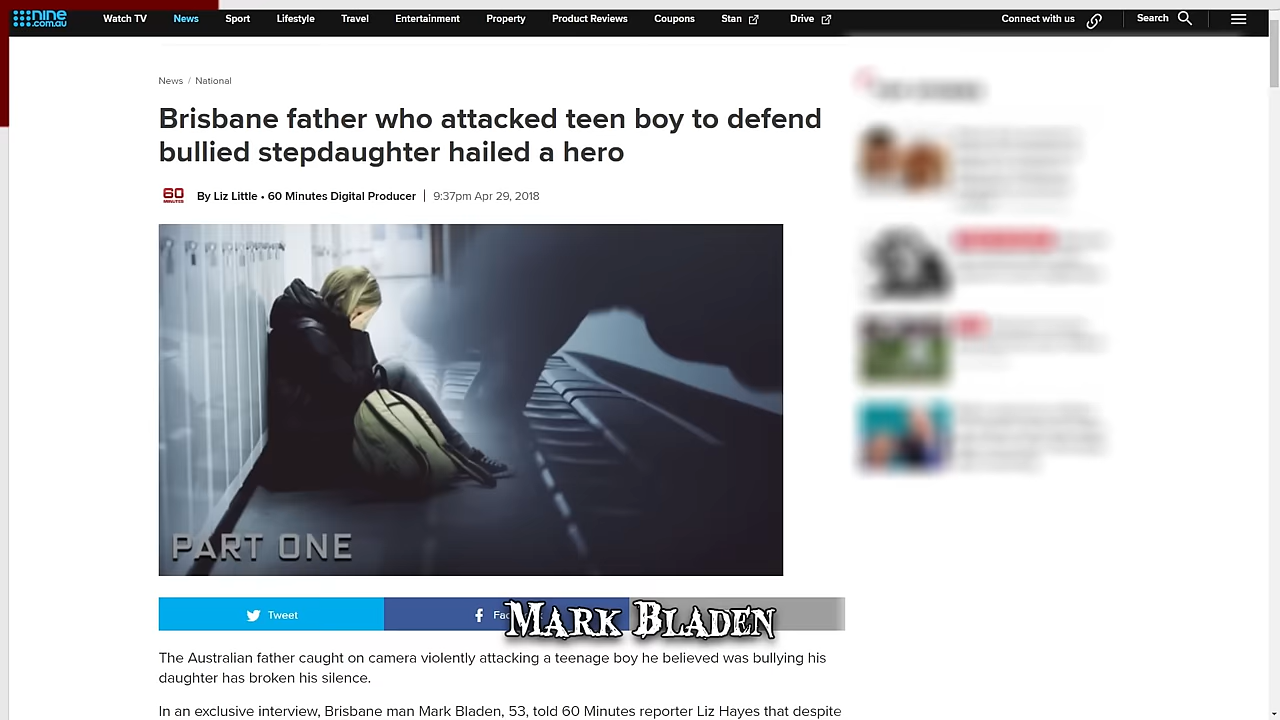 nine
.com.au
Watch TV
News
Sport
Lifestyle
Travel
Entertainment
Property
Product Reviews
Coupons
Stan
Drive
Connect with us
Search
News / National
Brisbane father who attacked teen boy to defend
bullied stepdaughter hailed a hero
60
MINUTES
By Liz Little • 60 Minutes Digital Producer | 9:37pm Apr 29, 2018
PART ONE
Tweet
MARK BLADEN
The Australian father caught on camera violently attacking a teenage boy he believed was bullying his
daughter has broken his silence.
In an exclusive interview, Brisbane man Mark Bladen, 53, told 60 Minutes reporter Liz Hayes that despite